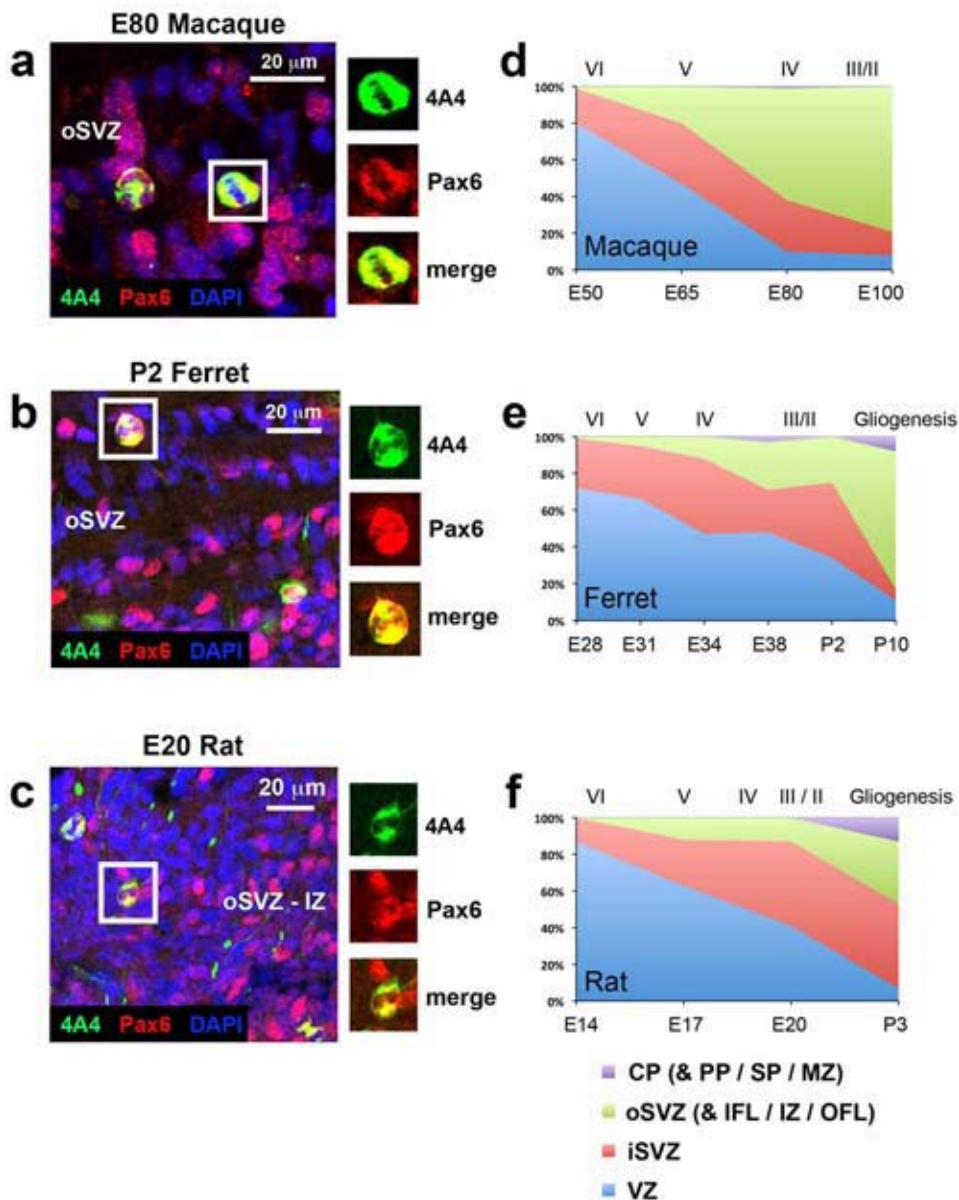 E80 Macaque
a
20 μm
oSVZ
4A4 Pax6 DAPI
4A4
Pax6
merge
d
VI V IV III/II
100%
80%
60%
40%
20%
0%
Macaque
E50 E65 E80 E100
P2 Ferret
b
20 μm
oSVZ
4A4 Pax6 DAPI
4A4
Pax6
merge
e
VI V IV III/II Gliogenesis
100%
80%
60%
40%
20%
0%
Ferret
E28 E31 E34 E38 P2 P10
E20 Rat
c
20 μm
oSVZ - IZ
4A4 Pax6 DAPI
4A4
Pax6
merge
f
VI V IV III / II Gliogenesis
100%
80%
60%
40%
20%
0%
Rat
E14 E17 E20 P3
CP (& PP / SP / MZ)
oSVZ (& IFL / IZ / OFL)
iSVZ
VZ